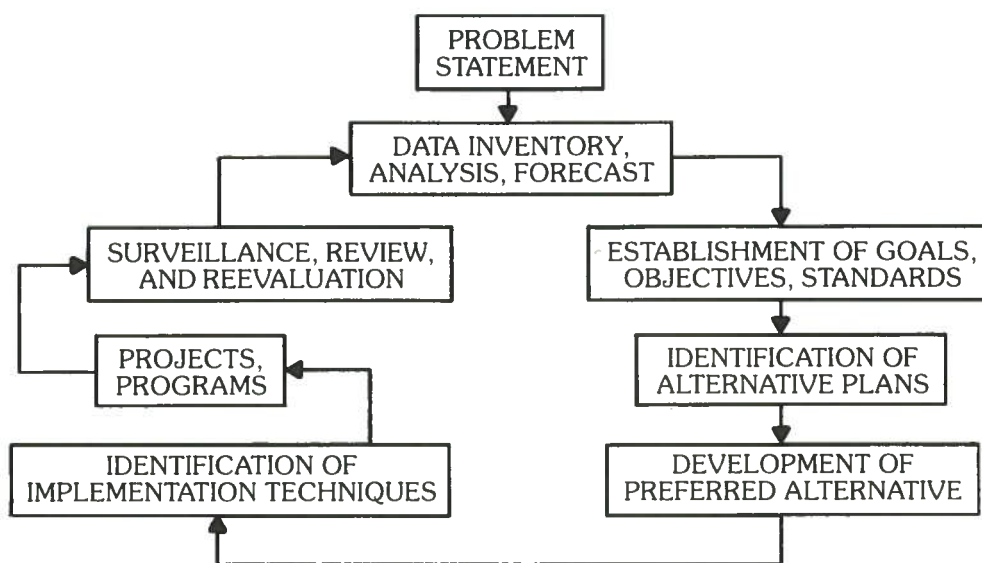 PROBLEM
STATEMENT
DATA INVENTORY,
ANALYSIS, FORECAST
SURVEILLANCE, REVIEW,
AND REEVALUATION
ESTABLISHMENT OF GOALS,
OBJECTIVES, STANDARDS
PROJECTS,
PROGRAMS
IDENTIFICATION OF
ALTERNATIVE PLANS
IDENTIFICATION OF
IMPLEMENTATION TECHNIQUES
DEVELOPMENT OF
PREFERRED ALTERNATIVE